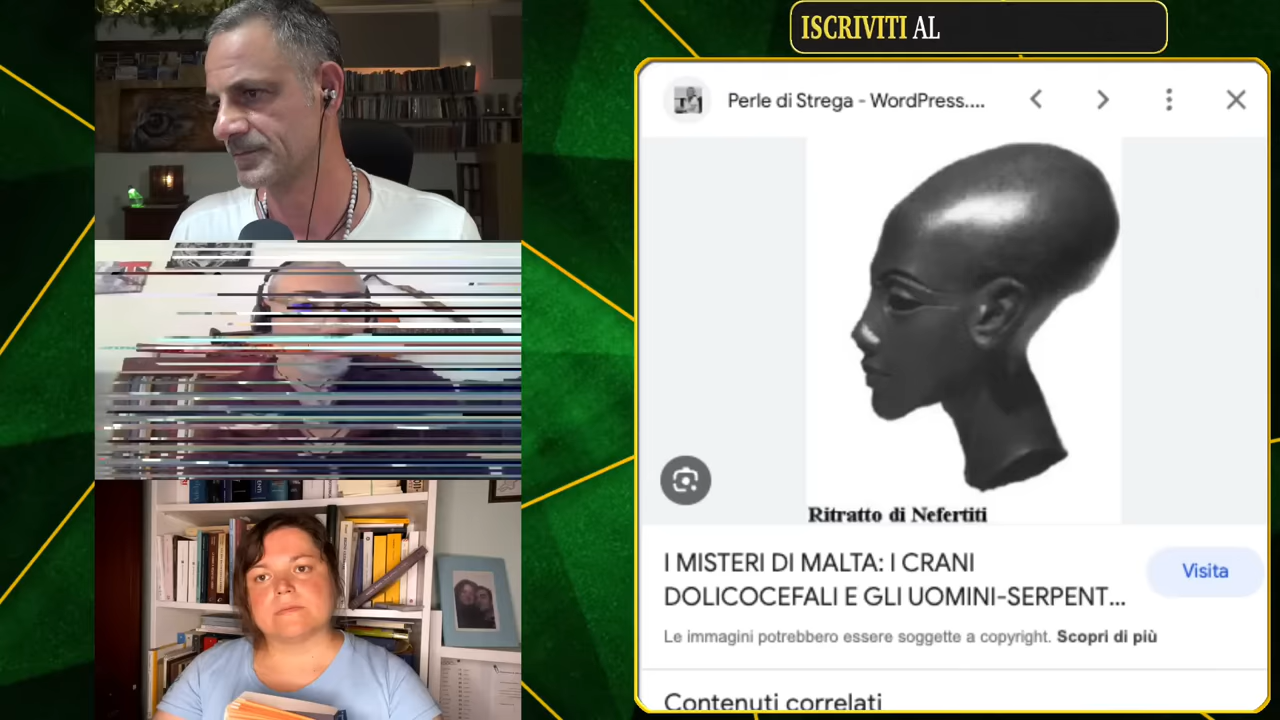 ISCRIVITI AL
Perle di Strega - WordPress....
Ritratto di Nefertiti
I MISTERI DI MALTA: I CRANI
DOLICOCEFALI E GLI UOMINI-SERPENT...
Visita
Le immagini potrebbero essere soggette a copyright. Scopri di più
Contenuti correlati